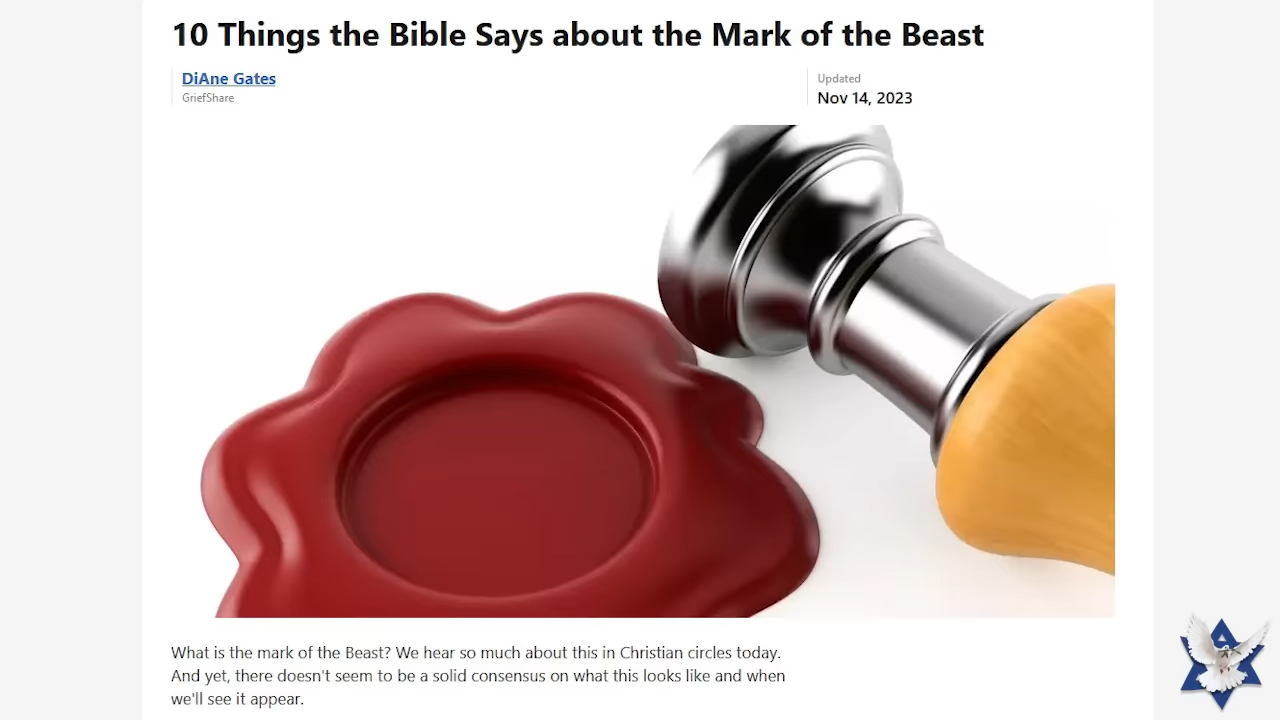 10 Things the Bible Says about the Mark of the Beast
DiAne Gates
GriefShare
Updated
Nov 14, 2023
What is the mark of the Beast? We hear so much about this in Christian circles today.
And yet, there doesn't seem to be a solid consensus on what this looks like and when
we'll see it appear.